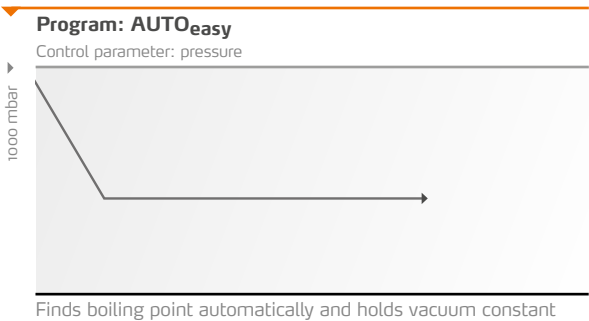 Program: AUTOeasy
Control parameter: pressure
1000 mbar
Finds boiling point automatically and holds vacuum constant